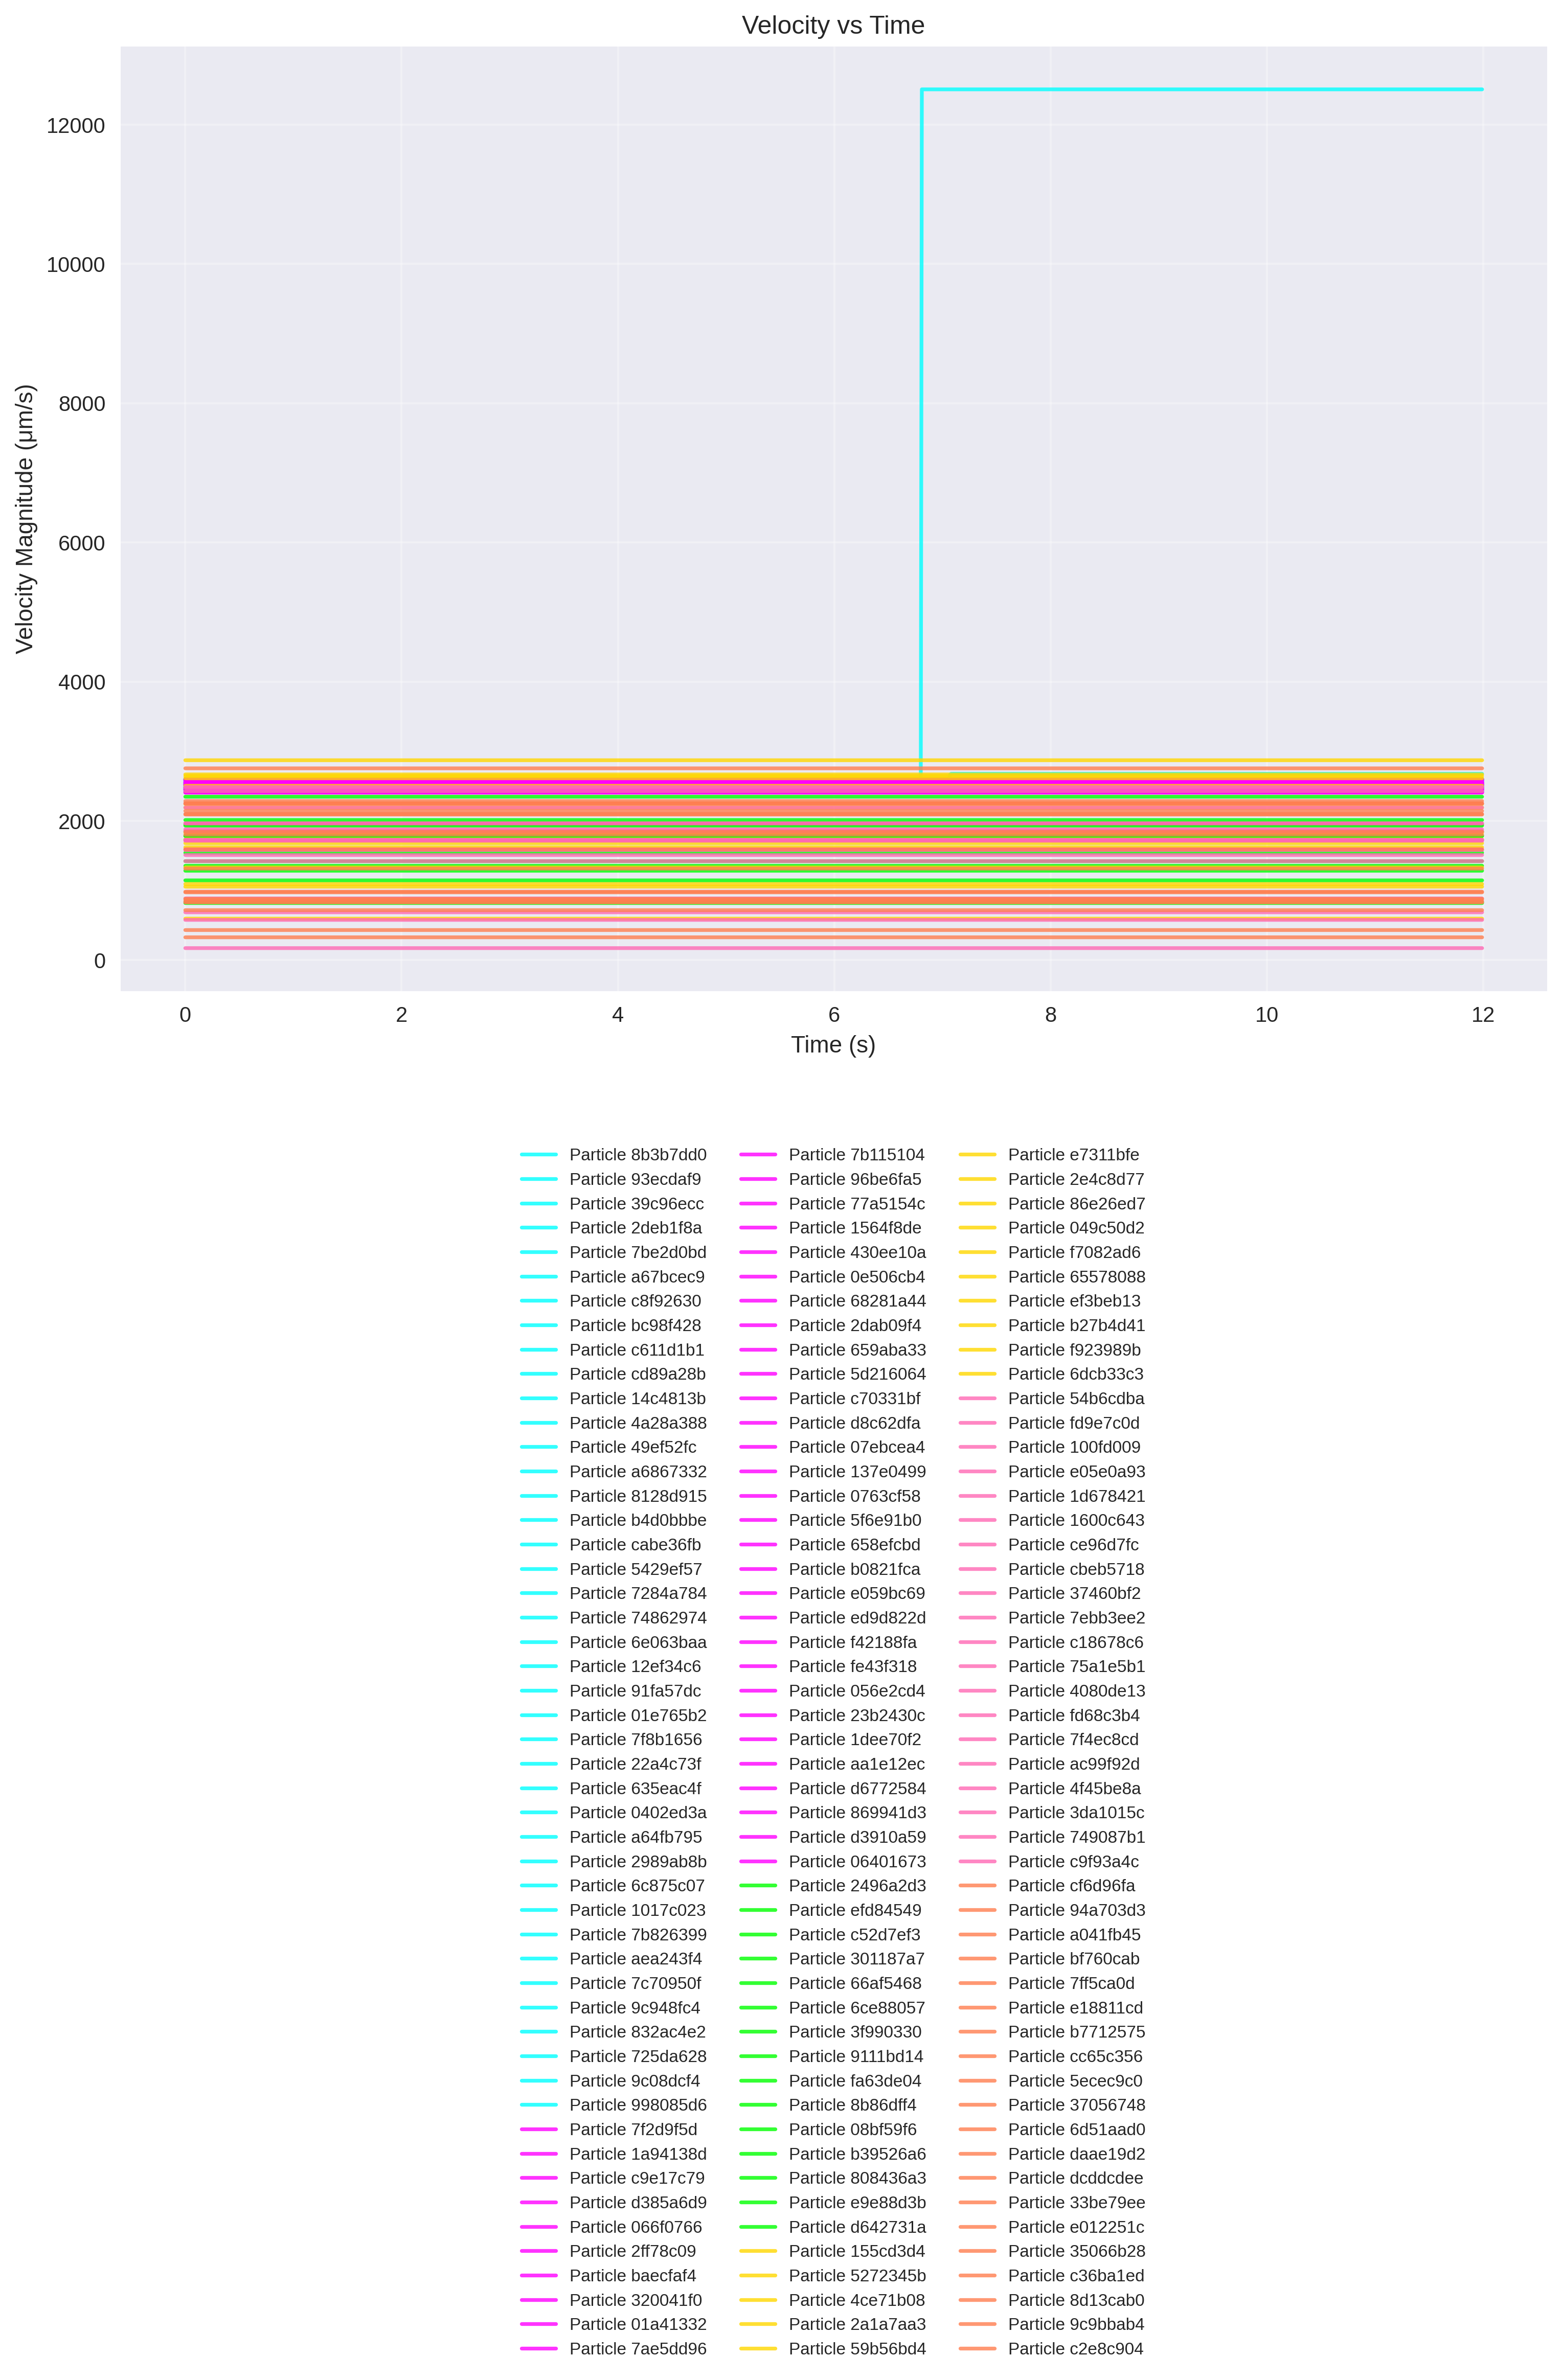 Velocity vs Time
12000
10000
8000
6000
4000
2000
0
Velocity Magnitude (μm/s)
0 2 4 6 8 10 12
Time (s)
Particle 8b3b7dd0 Particle 7b115104 Particle e7311bfe
Particle 93ecdaf9 Particle 96be6fa5 Particle 2e4c8d77
Particle 39c96ecc Particle 77a5154c Particle 86e26ed7
Particle 2deb1f8a Particle 1564f8de Particle 049c50d2
Particle 7be2d0bd Particle 430ee10a Particle f7082ad6
Particle a67bcec9 Particle 0e506cb4 Particle 65578088
Particle c8f92630 Particle 68281a44 Particle ef3beb13
Particle bc98f428 Particle 2dab09f4 Particle b27b4d41
Particle c611d1b1 Particle 659aba33 Particle f923989b
Particle cd89a28b Particle 5d216064 Particle 6dcb33c3
Particle 14c4813b Particle c70331bf Particle 54b6cdba
Particle 4a28a388 Particle d8c62dfa Particle fd9e7c0d
Particle 49ef52fc Particle 07ebcea4 Particle 100fd009
Particle a6867332 Particle 137e0499 Particle e05e0a93
Particle 8128d915 Particle 0763cf58 Particle 1d678421
Particle b4d0bbbe Particle 5f6e91b0 Particle 1600c643
Particle cabe36fb Particle 658efcbd Particle ce96d7fc
Particle 5429ef57 Particle b0821fca Particle cbeb5718
Particle 7284a784 Particle e059bc69 Particle 37460bf2
Particle 74862974 Particle ed9d822d Particle 7ebb3ee2
Particle 6e063baa Particle f42188fa Particle c18678c6
Particle 12ef34c6 Particle fe43f318 Particle 75a1e5b1
Particle 91fa57dc Particle 056e2cd4 Particle 4080de13
Particle 01e765b2 Particle 23b2430c Particle fd68c3b4
Particle 7f8b1656 Particle 1dee70f2 Particle 7f4ec8cd
Particle 22a4c73f Particle aa1e12ec Particle ac99f92d
Particle 635eac4f Particle d6772584 Particle 4f45be8a
Particle 0402ed3a Particle 869941d3 Particle 3da1015c
Particle a64fb795 Particle d3910a59 Particle 749087b1
Particle 2989ab8b Particle 06401673 Particle c9f93a4c
Particle 6c875c07 Particle 2496a2d3 Particle cf6d96fa
Particle 1017c023 Particle efd84549 Particle 94a703d3
Particle 7b826399 Particle c52d7ef3 Particle a041fb45
Particle aea243f4 Particle 301187a7 Particle bf760cab
Particle 7c70950f Particle 66af5468 Particle 7ff5ca0d
Particle 9c948fc4 Particle 6ce88057 Particle e18811cd
Particle 832ac4e2 Particle 3f990330 Particle b7712575
Particle 725da628 Particle 9111bd14 Particle cc65c356
Particle 9c08dcf4 Particle fa63de04 Particle 5ecec9c0
Particle 998085d6 Particle 8b86dff4 Particle 37056748
Particle 7f2d9f5d Particle 08bf59f6 Particle 6d51aad0
Particle 1a94138d Particle b39526a6 Particle daae19d2
Particle c9e17c79 Particle 808436a3 Particle dcddcdee
Particle d385a6d9 Particle e9e88d3b Particle 33be79ee
Particle 066f0766 Particle d642731a Particle e012251c
Particle 2ff78c09 Particle 155cd3d4 Particle 35066b28
Particle baecfaf4 Particle 5272345b Particle c36ba1ed
Particle 320041f0 Particle 4ce71b08 Particle 8d13cab0
Particle 01a41332 Particle 2a1a7aa3 Particle 9c9bbab4
Particle 7ae5dd96 Particle 59b56bd4 Particle c2e8c904